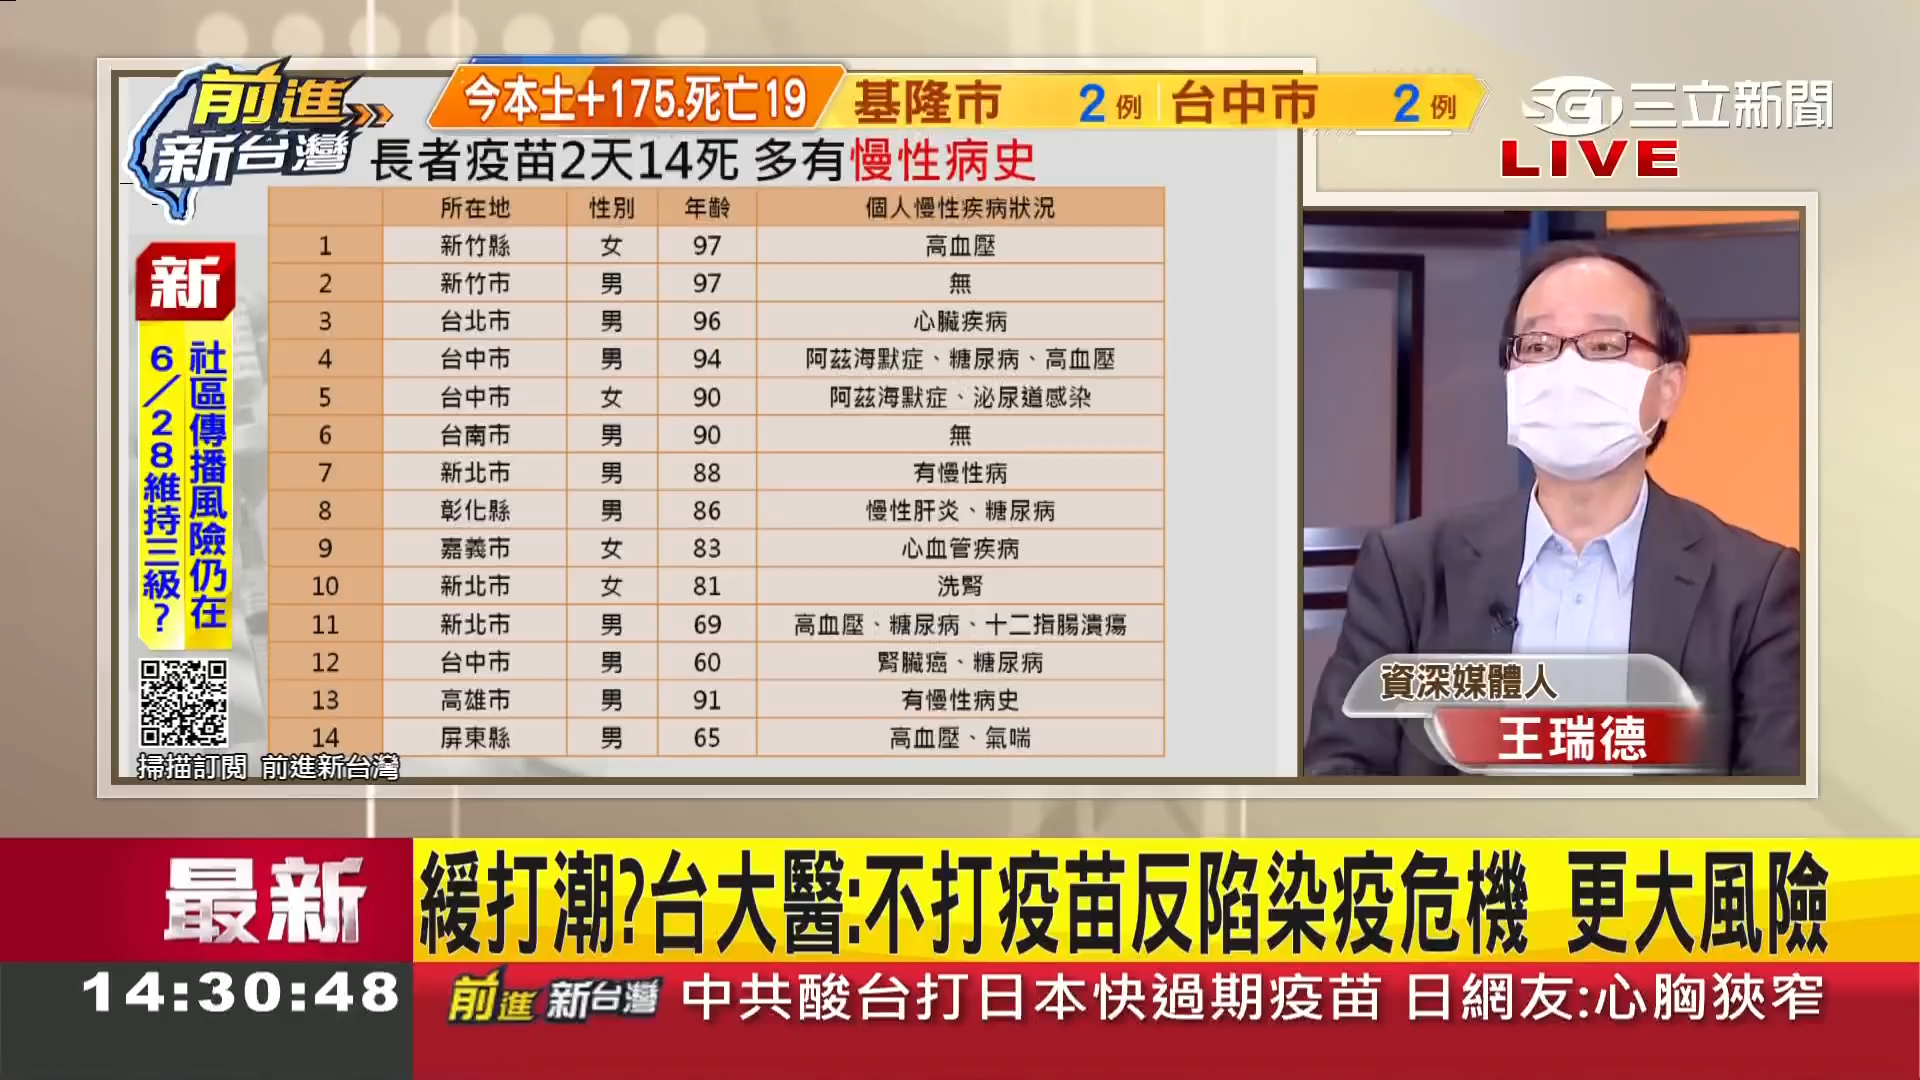 前進
新台灣
今本土+175.死亡19
基隆市 2例 台中市 2例
SET三立新聞
LIVE
長者疫苗2天14死 多有慢性病史
所在地 性別 年齡 個人慢性疾病狀況
1 新竹縣 女 97 高血壓
2 新竹市 男 97 無
3 台北市 男 96 心臟疾病
4 台中市 男 94 阿茲海默症、糖尿病、高血壓
5 台中市 女 90 阿茲海默症、泌尿道感染
6 台南市 男 90 無
7 新北市 男 88 有慢性病
8 彰化縣 男 86 慢性肝炎、糖尿病
9 嘉義市 女 83 心血管疾病
10 新北市 女 81 洗腎
11 新北市 男 69 高血壓、糖尿病、十二指腸潰瘍
12 台中市 男 60 腎臟癌、糖尿病
13 高雄市 男 91 有慢性病史
14 屏東縣 男 65 高血壓、氣喘
新
社區傳播風險仍在
6/28維持三級?
掃描訂閱 前進新台灣
資深媒體人
王瑞德
最新
緩打潮?台大醫:不打疫苗反陷染疫危機 更大風險
14:30:48
前進新台灣 中共酸台打日本快過期疫苗 日網友:心胸狹窄